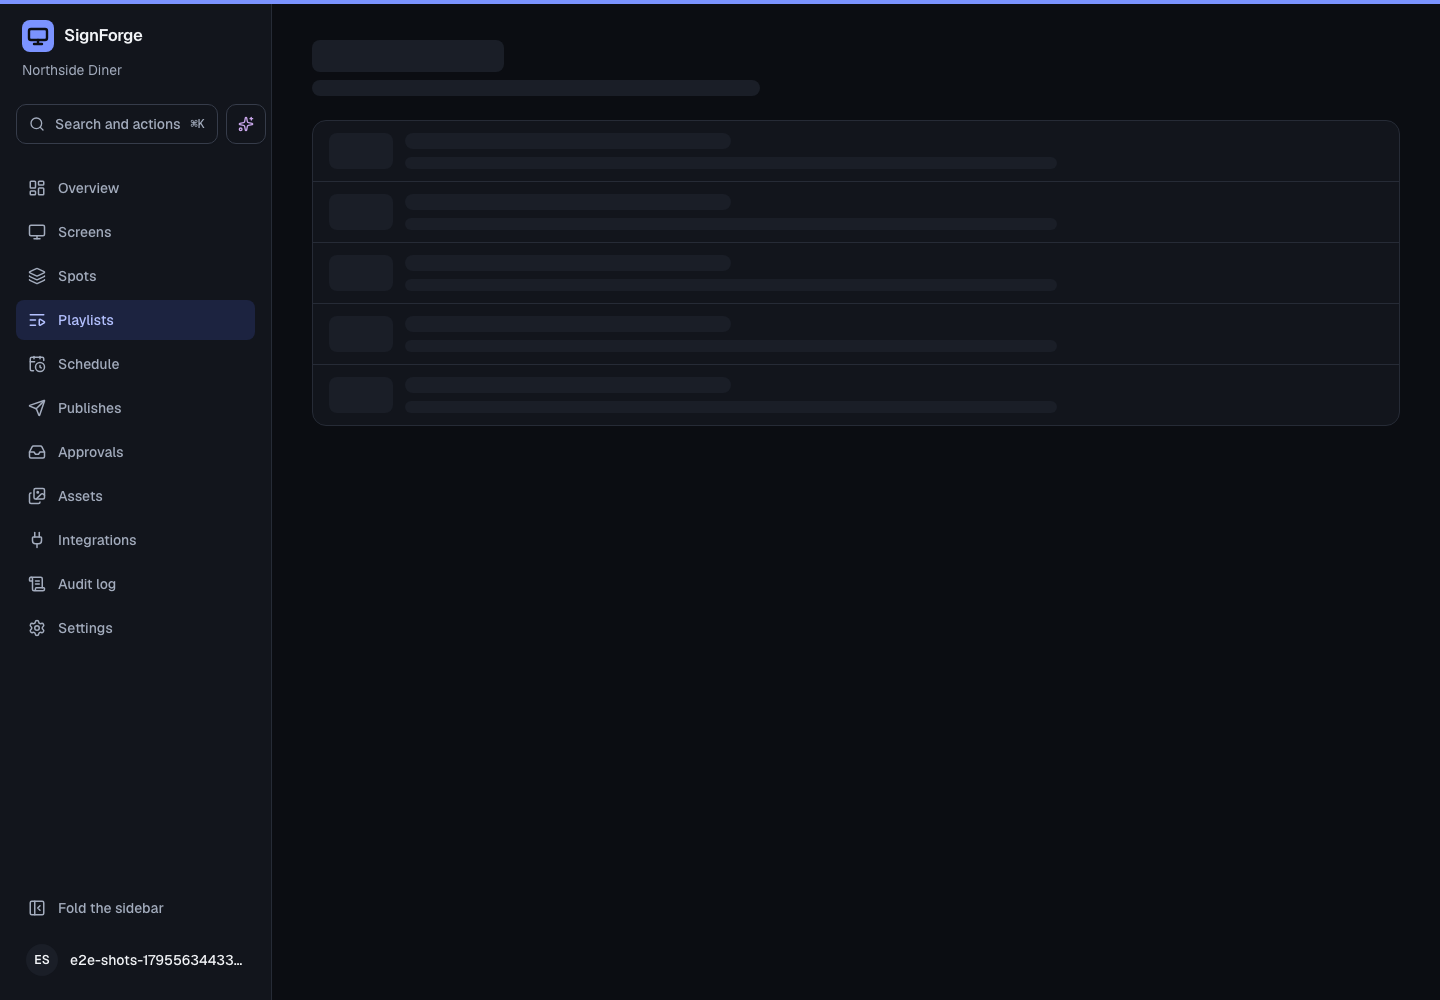 SignForge
Northside Diner
Search and actions ⌘K
Overview
Screens
Spots
Playlists
Schedule
Publishes
Approvals
Assets
Integrations
Audit log
Settings
Fold the sidebar
ES e2e-shots-17955634433…